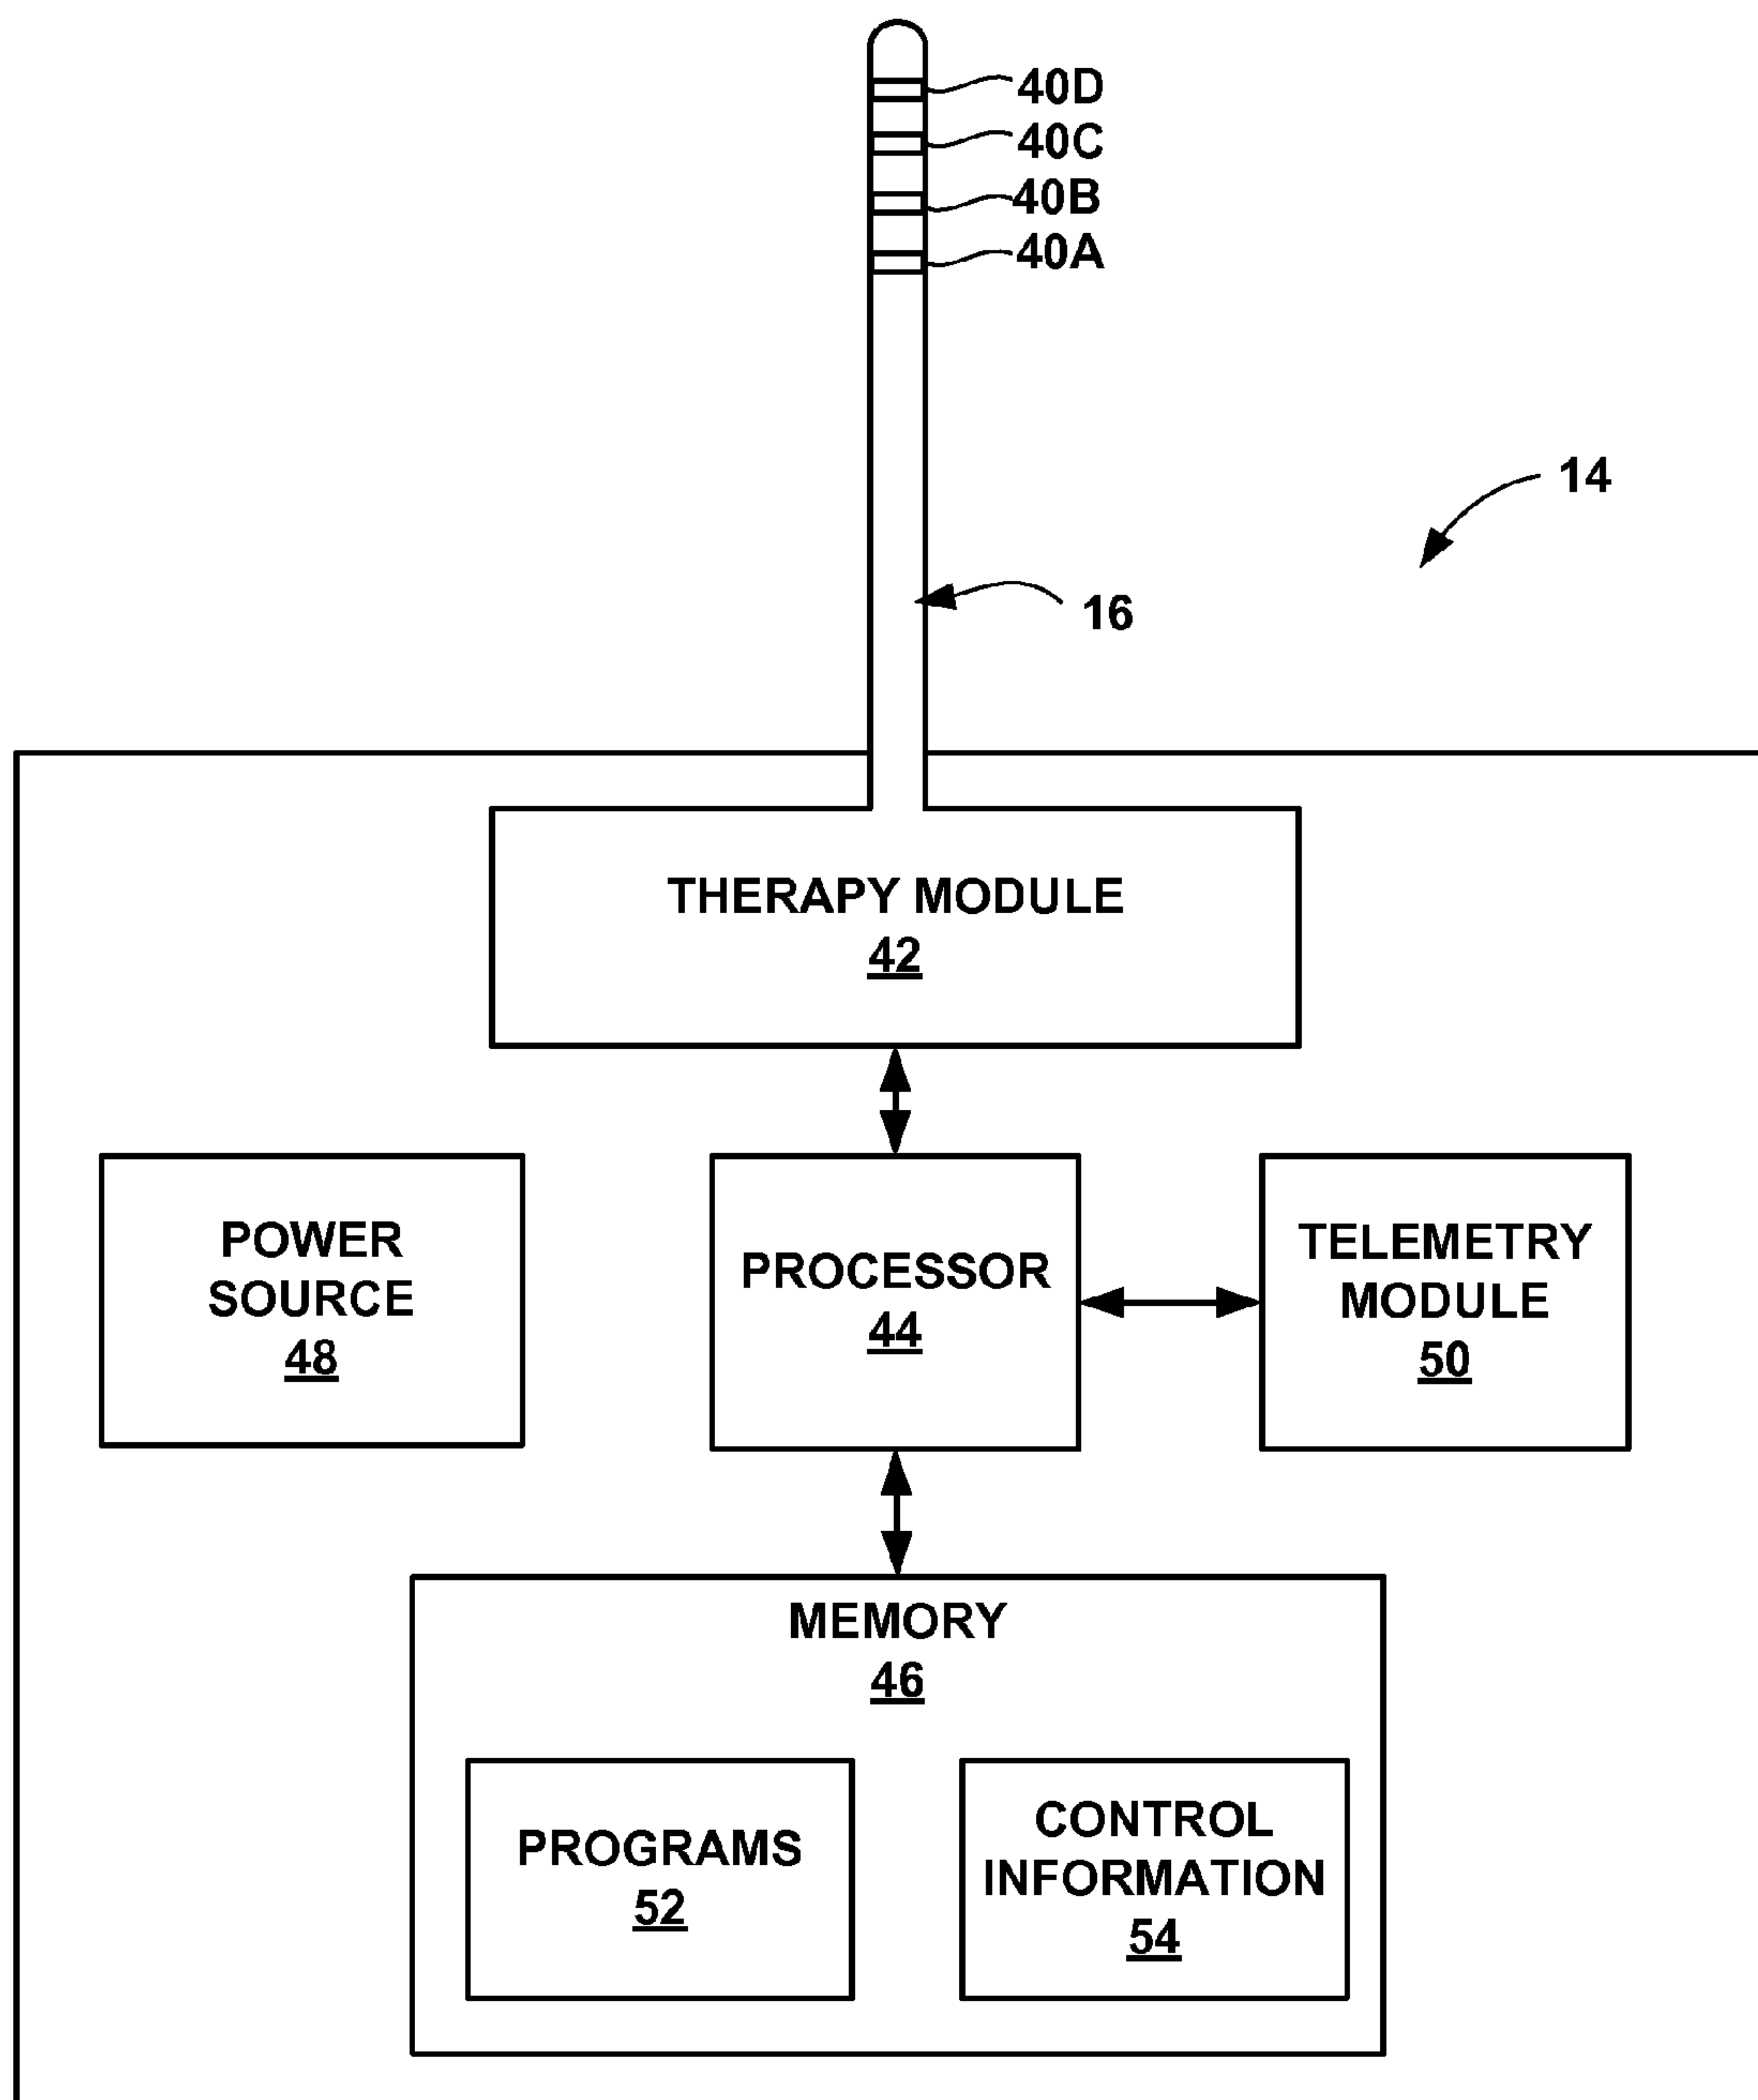 40D
40C
40B
40A
14
16
THERAPY MODULE
42
POWER
SOURCE
48
PROCESSOR
44
TELEMETRY
MODULE
50
MEMORY
46
PROGRAMS
52
CONTROL
INFORMATION
54